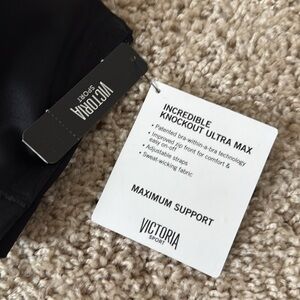 VICTORIA
SPORT
INCREDIBLE
KNOCKOUT ULTRA MAX
• Patented bra-within-a-bra technology
• Improved zip front for comfort &
easy on-off
• Adjustable straps
• Sweat-wicking fabric
MAXIMUM SUPPORT
VICTORIA
SPORT